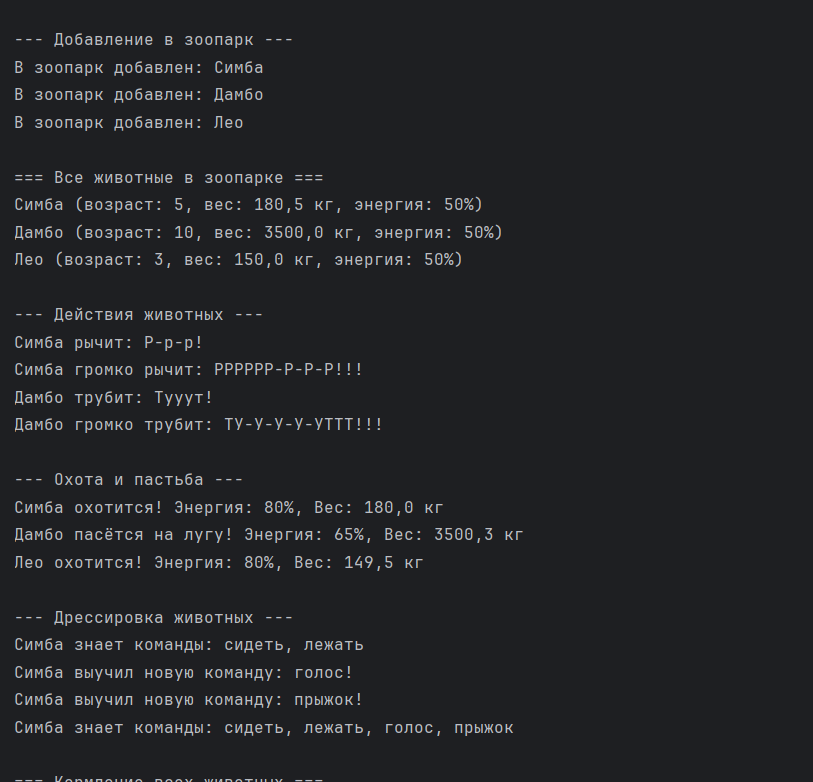 --- Добавление в зоопарк ---
В зоопарк добавлен: Симба
В зоопарк добавлен: Дамбо
В зоопарк добавлен: Лео
=== Все животные в зоопарке ===
Симба (возраст: 5, вес: 180,5 кг, энергия: 50%)
Дамбо (возраст: 10, вес: 3500,0 кг, энергия: 50%)
Лео (возраст: 3, вес: 150,0 кг, энергия: 50%)
--- Действия животных ---
Симба рычит: Р-р-р!
Симба громко рычит: РРРРРР-Р-Р-Р!!!
Дамбо трубит: Тууут!
Дамбо громко трубит: ТУ-У-У-У-УТТТ!!!
--- Охота и пастьба ---
Симба охотится! Энергия: 80%, Вес: 180,0 кг
Дамбо пасётся на лугу! Энергия: 65%, Вес: 3500,3 кг
Лео охотится! Энергия: 80%, Вес: 149,5 кг
--- Дрессировка животных ---
Симба знает команды: сидеть, лежать
Симба выучил новую команду: голос!
Симба выучил новую команду: прыжок!
Симба знает команды: сидеть, лежать, голос, прыжок
=== Кормление всех животных ===